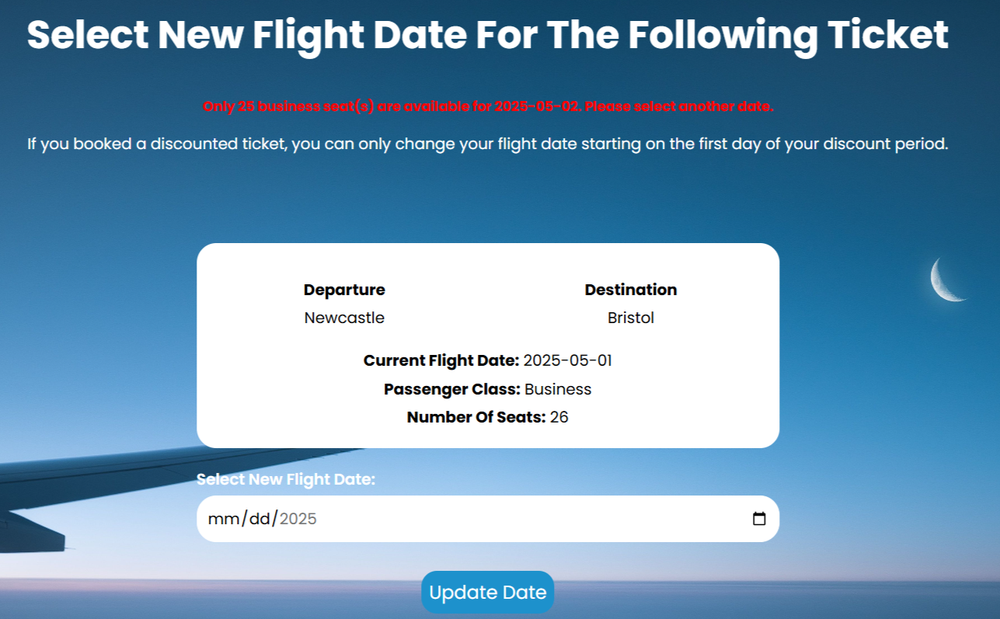 Select New Flight Date For The Following Ticket
Only 25 business seat(s) are available for 2025-05-02. Please select another date.
If you booked a discounted ticket, you can only change your flight date starting on the first day of your discount period.
Departure Destination
Newcastle Bristol
Current Flight Date: 2025-05-01
Passenger Class: Business
Number Of Seats: 26
Select New Flight Date:
mm/dd/2025
Update Date